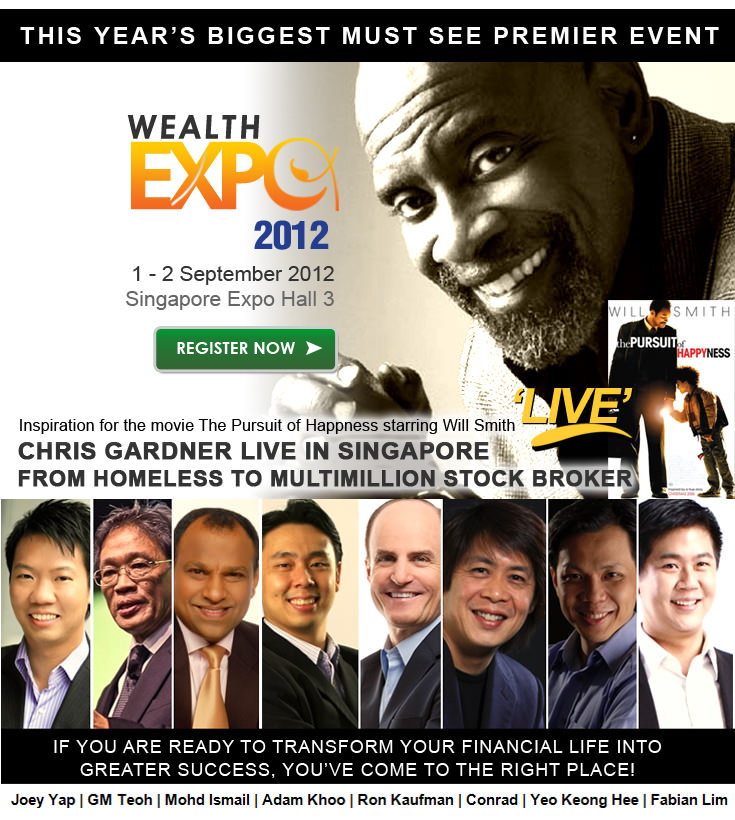 THIS YEAR'S BIGGEST MUST SEE PREMIER EVENT
WEALTH
EXPO
2012
1 - 2 September 2012
Singapore Expo Hall 3
REGISTER NOW
WILL SMITH
the PURSUIT of
HAPPYNESS
'LIVE'
Inspiration for the movie The Pursuit of Happness starring Will Smith
CHRIS GARDNER LIVE IN SINGAPORE
FROM HOMELESS TO MULTIMILLION STOCK BROKER
IF YOU ARE READY TO TRANSFORM YOUR FINANCIAL LIFE INTO
GREATER SUCCESS, YOU'VE COME TO THE RIGHT PLACE!
Joey Yap | GM Teoh | Mohd Ismail | Adam Khoo | Ron Kaufman | Conrad | Yeo Keong Hee | Fabian Lim